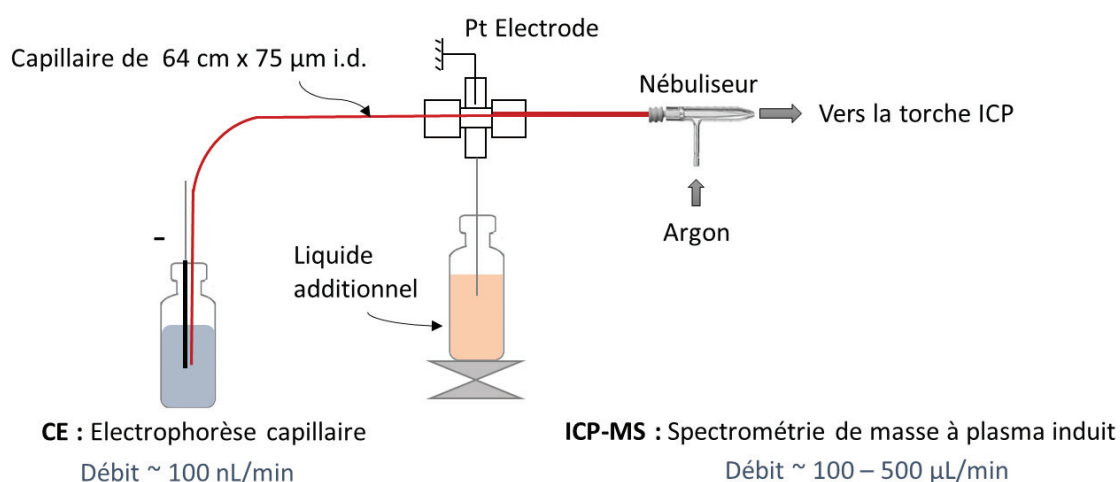 Pt Electrode
Capillaire de 64 cm x 75 µm i.d.
Nébuliseur
Vers la torche ICP
Argon
-
Liquide
additionnel
CE : Electrophorèse capillaire
Débit ~ 100 nL/min
ICP-MS : Spectrométrie de masse à plasma induit
Débit ~ 100 – 500 µL/min